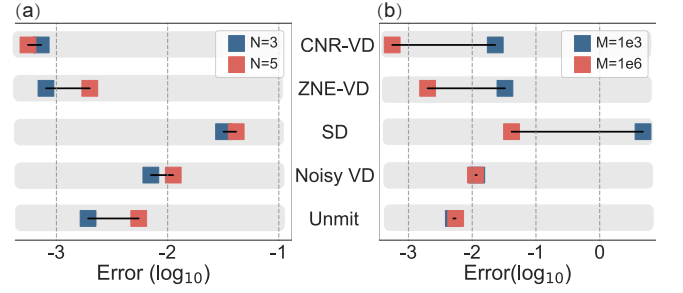 (a)
(b)
N=3
N=5
M=1e3
M=1e6
CNR-VD
ZNE-VD
SD
Noisy VD
Unmit
-3 -2 -1
-3 -2 -1 0
Error (log10)
Error(log10)